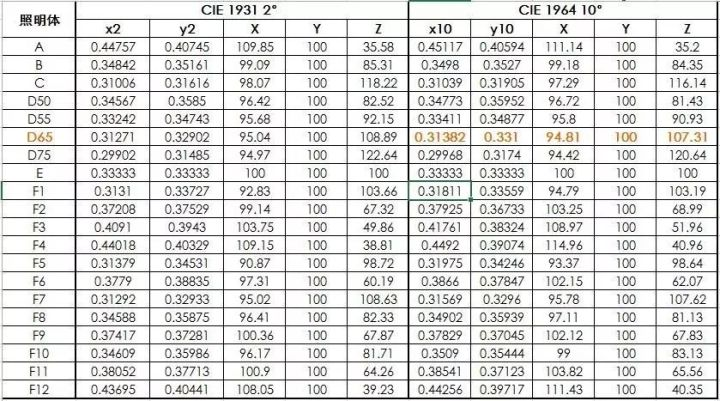 照明体 CIE 1931 2° CIE 1964 10°
x2 y2 X Y Z x10 y10 X Y Z
A 0.44757 0.40745 109.85 100 35.58 0.45117 0.40594 111.14 100 35.2
B 0.34842 0.35161 99.09 100 85.31 0.3498 0.3527 99.18 100 84.35
C 0.31006 0.31616 98.07 100 118.22 0.31039 0.31905 97.29 100 116.14
D50 0.34567 0.3585 96.42 100 82.52 0.34773 0.35952 96.72 100 81.43
D55 0.33242 0.34743 95.68 100 92.15 0.33411 0.34877 95.8 100 90.93
D65 0.31271 0.32902 95.04 100 108.89 0.31382 0.331 94.81 100 107.31
D75 0.29902 0.31485 94.97 100 122.64 0.29968 0.3174 94.42 100 120.64
E 0.33333 0.33333 100 100 100 0.33333 0.33333 100 100 100
F1 0.3131 0.33727 92.83 100 103.66 0.31811 0.33559 94.79 100 103.19
F2 0.37208 0.37529 99.14 100 67.32 0.37925 0.36733 103.25 100 68.99
F3 0.4091 0.3943 103.75 100 49.86 0.41761 0.38324 108.97 100 51.96
F4 0.44018 0.40329 109.15 100 38.81 0.4492 0.39074 114.96 100 40.96
F5 0.31379 0.34531 90.87 100 98.72 0.31975 0.34246 93.37 100 98.64
F6 0.3779 0.38835 97.31 100 60.19 0.3866 0.37847 102.15 100 62.07
F7 0.31292 0.32933 95.02 100 108.63 0.31569 0.3296 95.78 100 107.62
F8 0.34588 0.35875 96.41 100 82.33 0.34902 0.35939 97.11 100 81.13
F9 0.37417 0.37281 100.36 100 67.87 0.37829 0.37045 102.12 100 67.83
F10 0.34609 0.35986 96.17 100 81.71 0.3509 0.35444 99 100 83.13
F11 0.38052 0.37713 100.9 100 64.26 0.38541 0.37123 103.82 100 65.56
F12 0.43695 0.40441 108.05 100 39.23 0.44256 0.39717 111.43 100 40.35